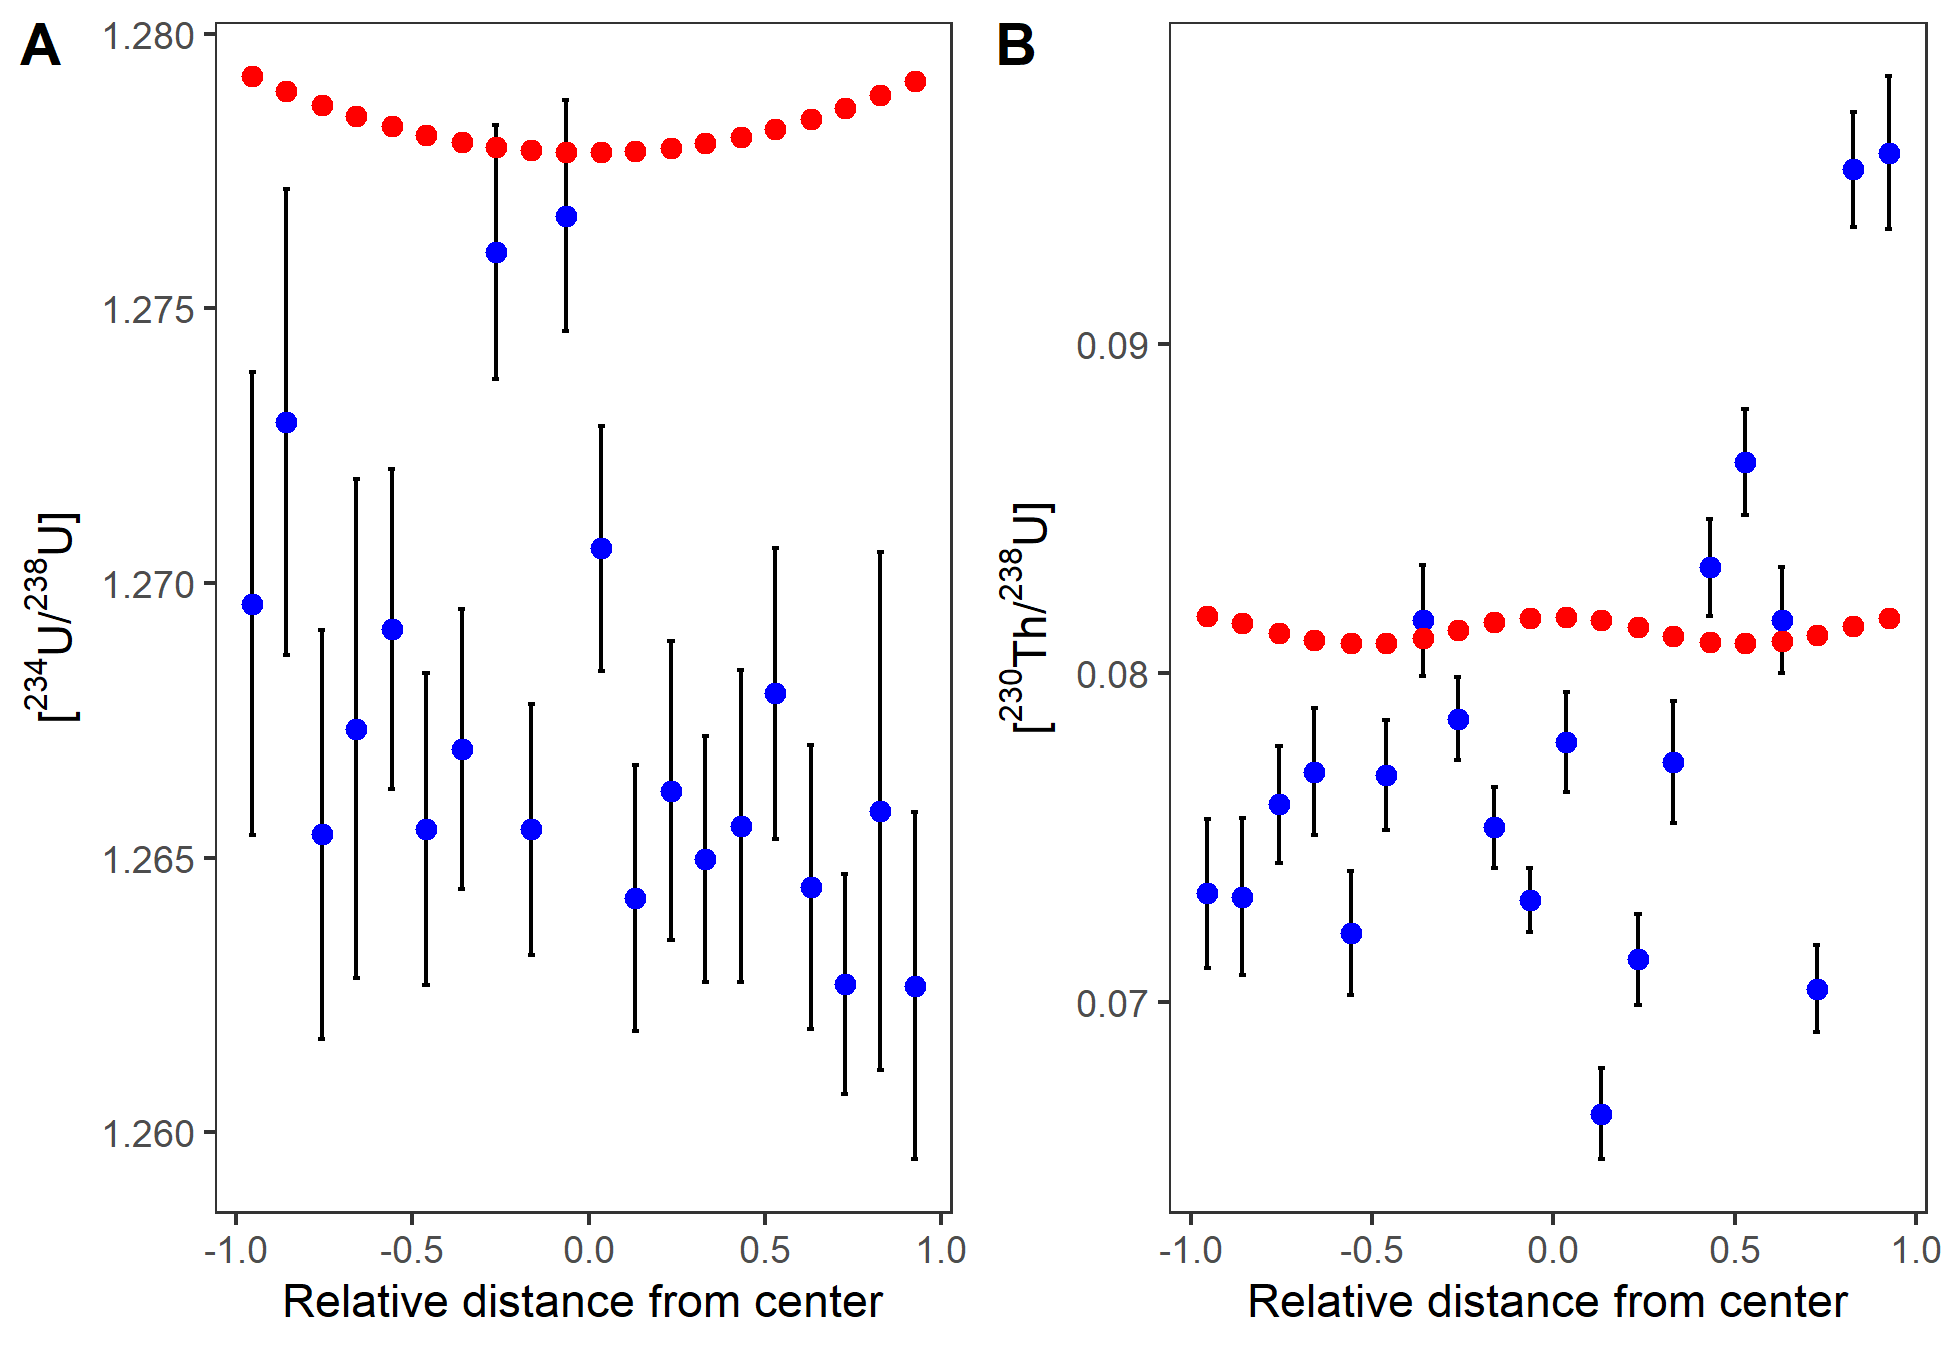 A
1.280
1.275
1.270
1.265
1.260
[²³⁴U/²³⁸U]
-1.0 -0.5 0.0 0.5 1.0
Relative distance from center
B
0.09
0.08
0.07
[²³⁰Th/²³⁸U]
-1.0 -0.5 0.0 0.5 1.0
Relative distance from center